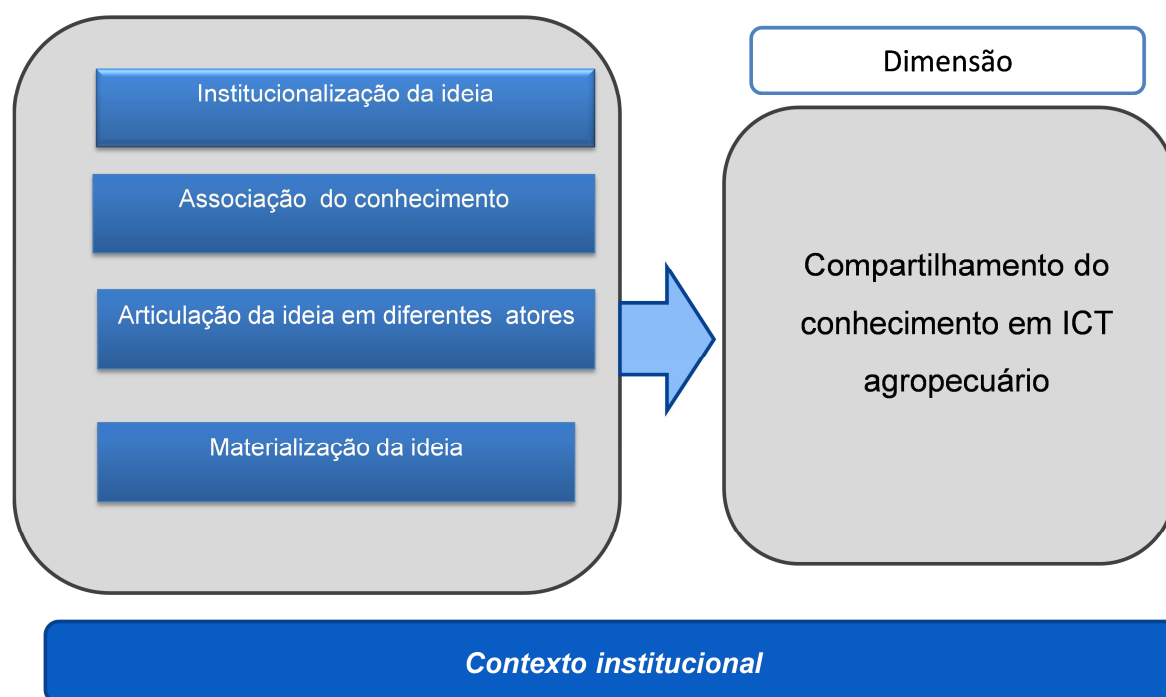 Institucionalização da ideia
Associação do conhecimento
Articulação da ideia em diferentes atores
Materialização da ideia
Dimensão
Compartilhamento do
conhecimento em ICT
agropecuário
Contexto institucional